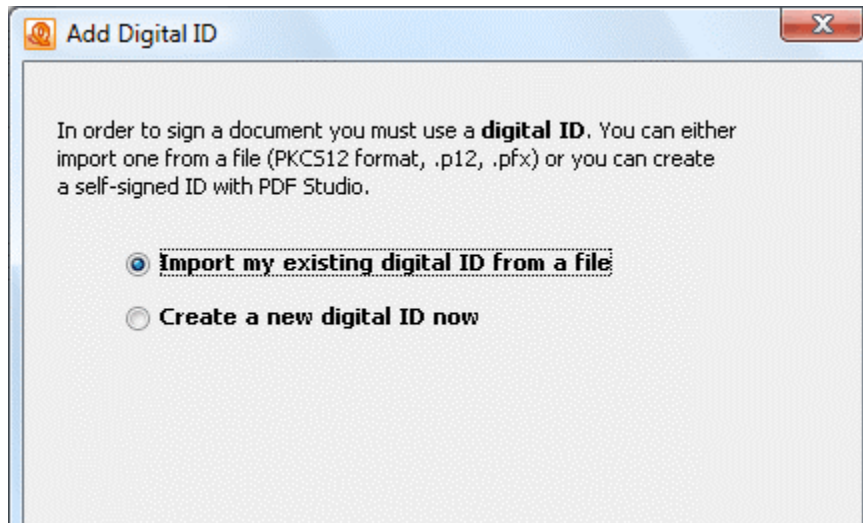 Add Digital ID
In order to sign a document you must use a digital ID. You can either
import one from a file (PKCS12 format, .p12, .pfx) or you can create
a self-signed ID with PDF Studio.
Import my existing digital ID from a file
Create a new digital ID now